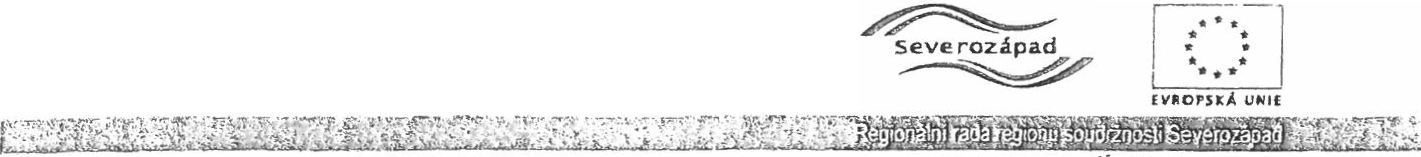 Severozápad
EVROPSKÁ UNIE
Regionální rada regionu soudržnosti Severozápad